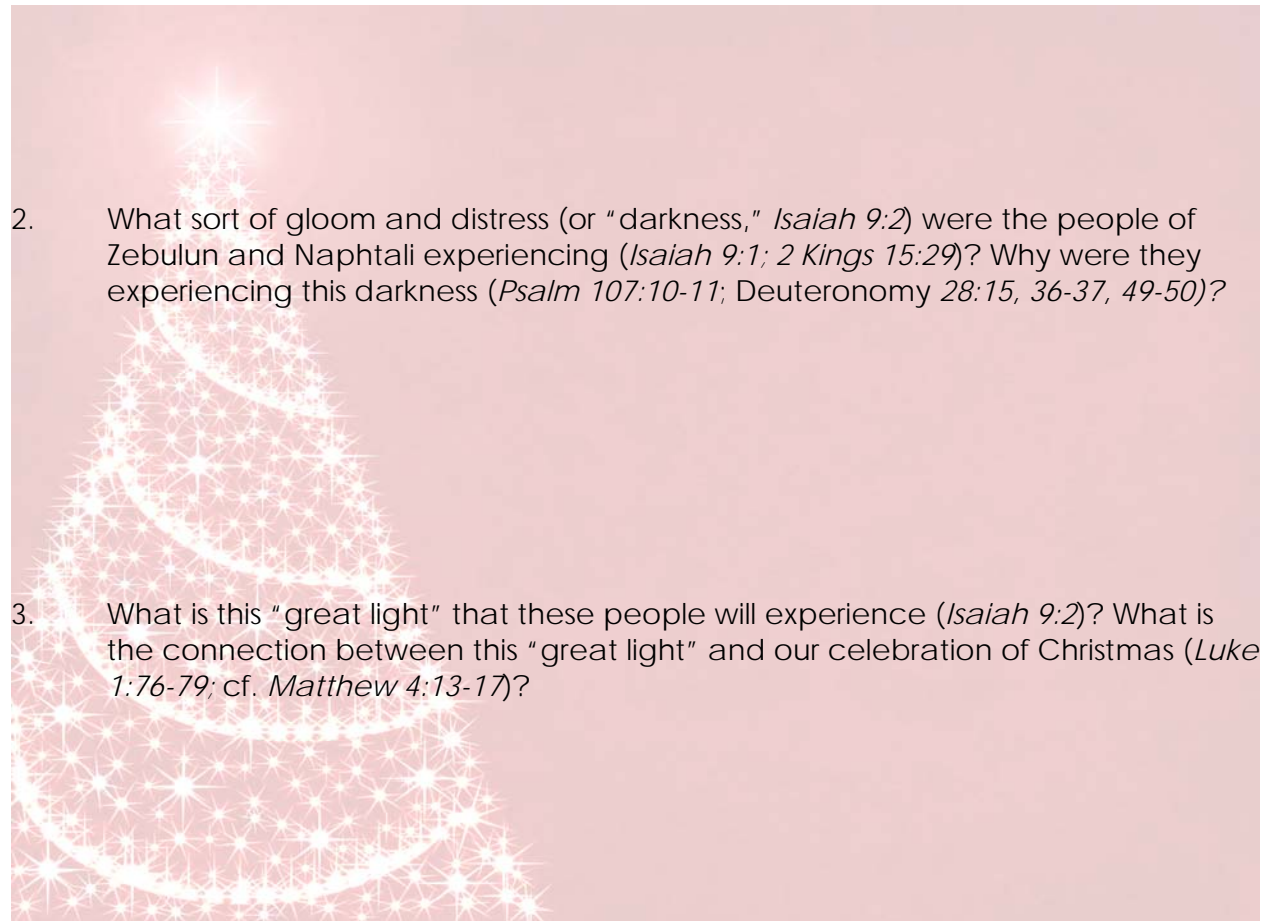 2. What sort of gloom and distress (or “darkness,” Isaiah 9:2) were the people of
Zebulun and Naphtali experiencing (Isaiah 9:1; 2 Kings 15:29)? Why were they
experiencing this darkness (Psalm 107:10-11; Deuteronomy 28:15, 36-37, 49-50)?
3. What is this “great light” that these people will experience (Isaiah 9:2)? What is
the connection between this “great light” and our celebration of Christmas (Luke
1:76-79; cf. Matthew 4:13-17)?